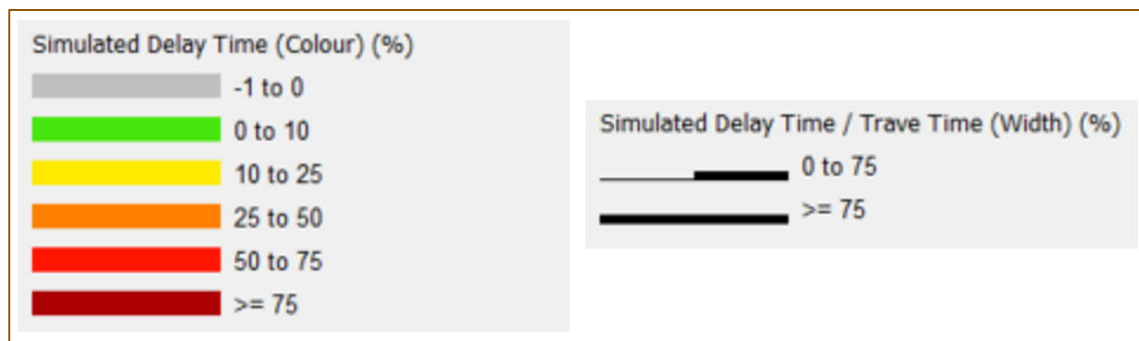 Simulated Delay Time (Colour) (%)
-1 to 0
0 to 10
10 to 25
25 to 50
50 to 75
>= 75
Simulated Delay Time / Trave Time (Width) (%)
0 to 75
>= 75